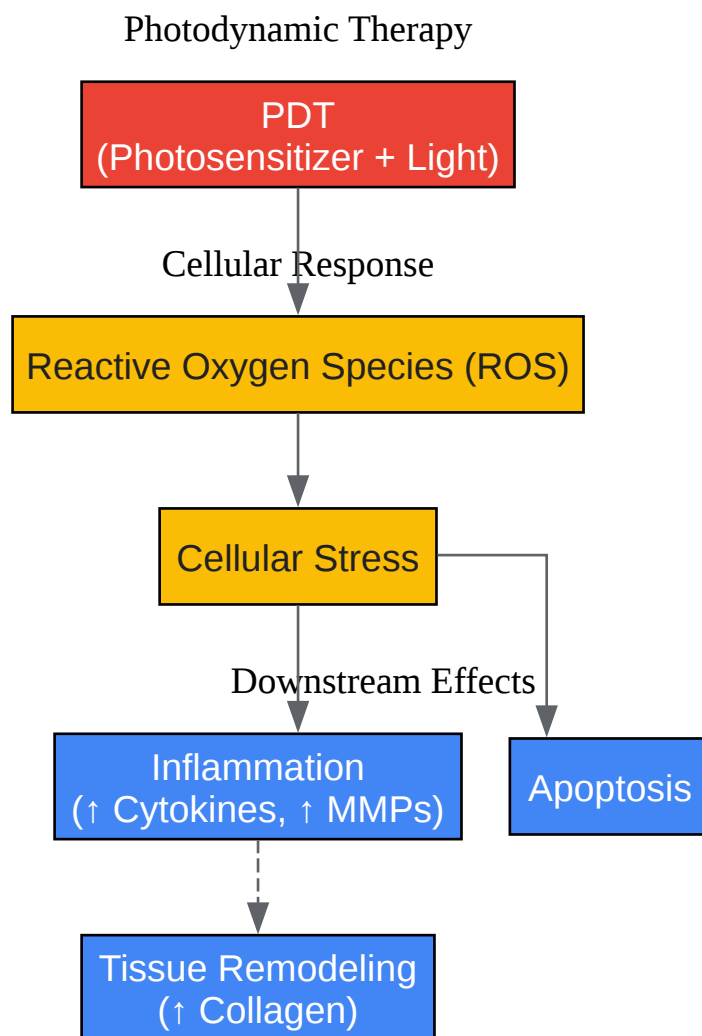 Photodynamic Therapy
PDT
(Photosensitizer + Light)
Cellular Response
Reactive Oxygen Species (ROS)
Cellular Stress
Downstream Effects
Inflammation
(↑ Cytokines, ↑ MMPs)
Apoptosis
Tissue Remodeling
(↑ Collagen)